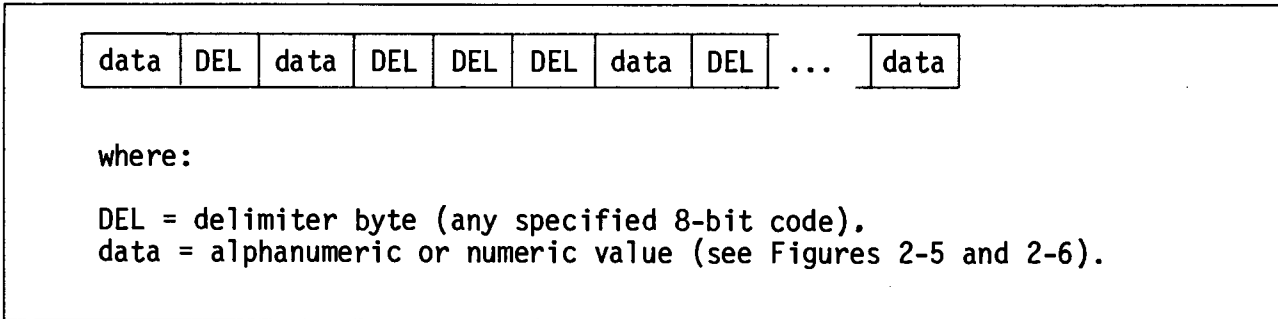 data DEL data DEL DEL DEL data DEL ... data
where:
DEL = delimiter byte (any specified 8-bit code).
data = alphanumeric or numeric value (see Figures 2-5 and 2-6).